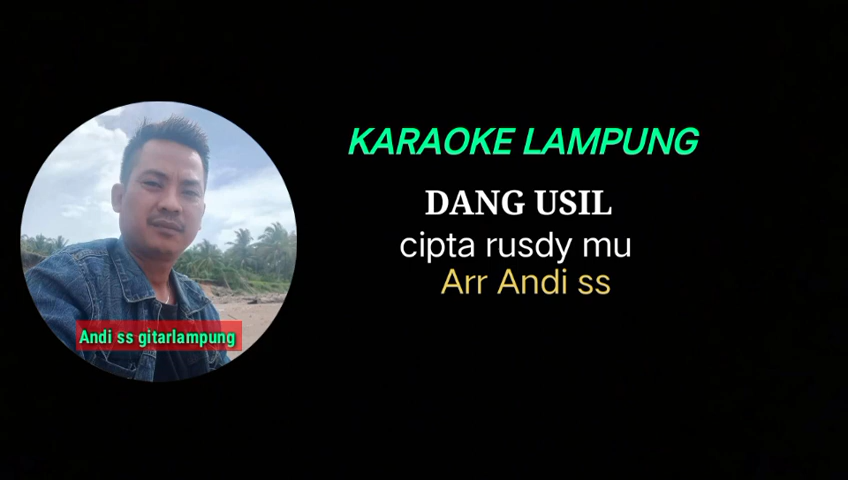 KARAOKE LAMPUNG
DANG USIL
cipta rusdy mu
Arr Andi ss
Andi ss gitarlampung